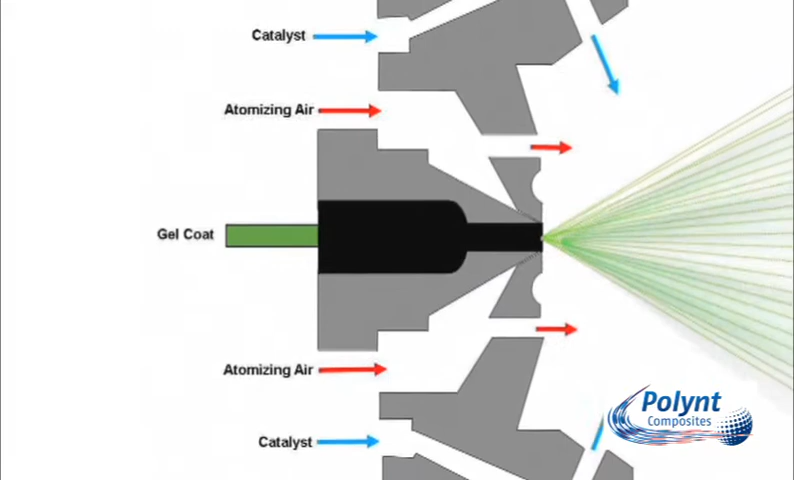 Catalyst
Atomizing Air
Gel Coat
Atomizing Air
Catalyst
Polynt
Composites